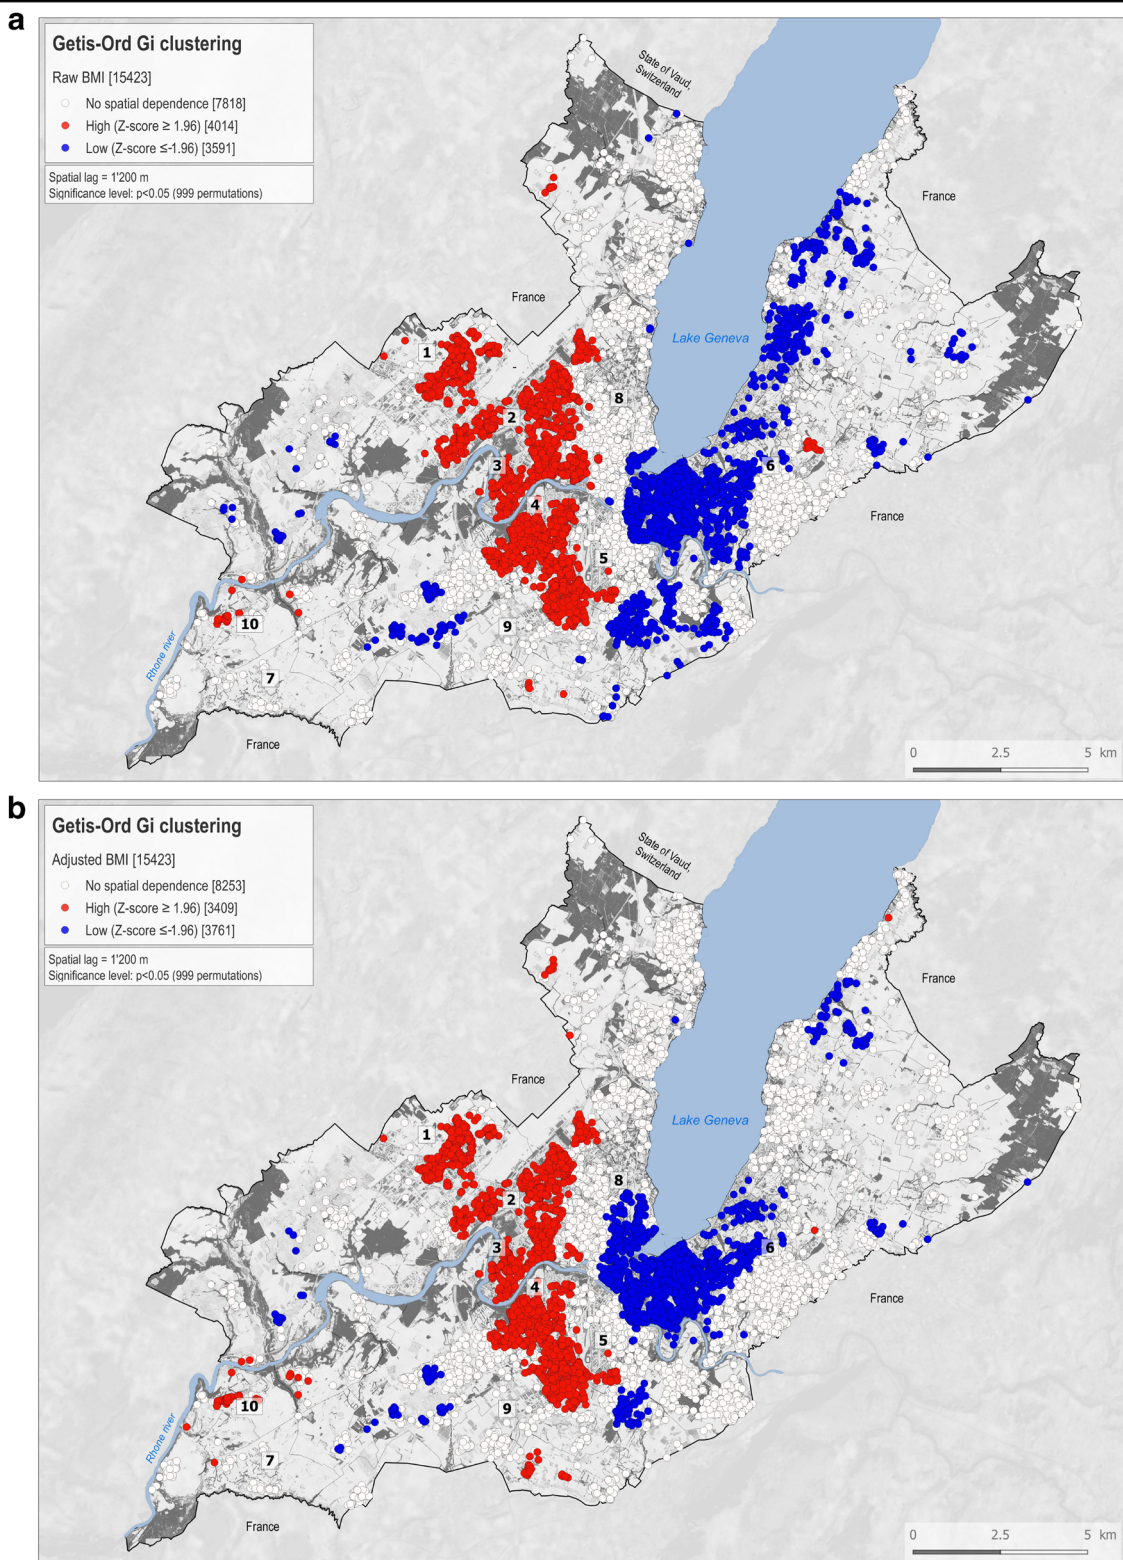 a
Getis-Ord Gi clustering
Raw BMI [15423]
No spatial dependence [7818]
High (Z-score ≥ 1.96) [4014]
Low (Z-score ≤-1.96) [3591]
Spatial lag = 1'200 m
Significance level: p<0.05 (999 permutations)
State of Vaud,
Switzerland
France
France
Lake Geneva
1
8
2
3
6
4
France
5
10
9
Rhone river
7
France
0 2.5 5 km
b
Getis-Ord Gi clustering
Adjusted BMI [15423]
No spatial dependence [8253]
High (Z-score ≥ 1.96) [3409]
Low (Z-score ≤-1.96) [3761]
Spatial lag = 1'200 m
Significance level: p<0.05 (999 permutations)
State of Vaud,
Switzerland
France
France
Lake Geneva
1
8
2
3
6
4
France
5
10
9
Rhone river
7
France
0 2.5 5 km